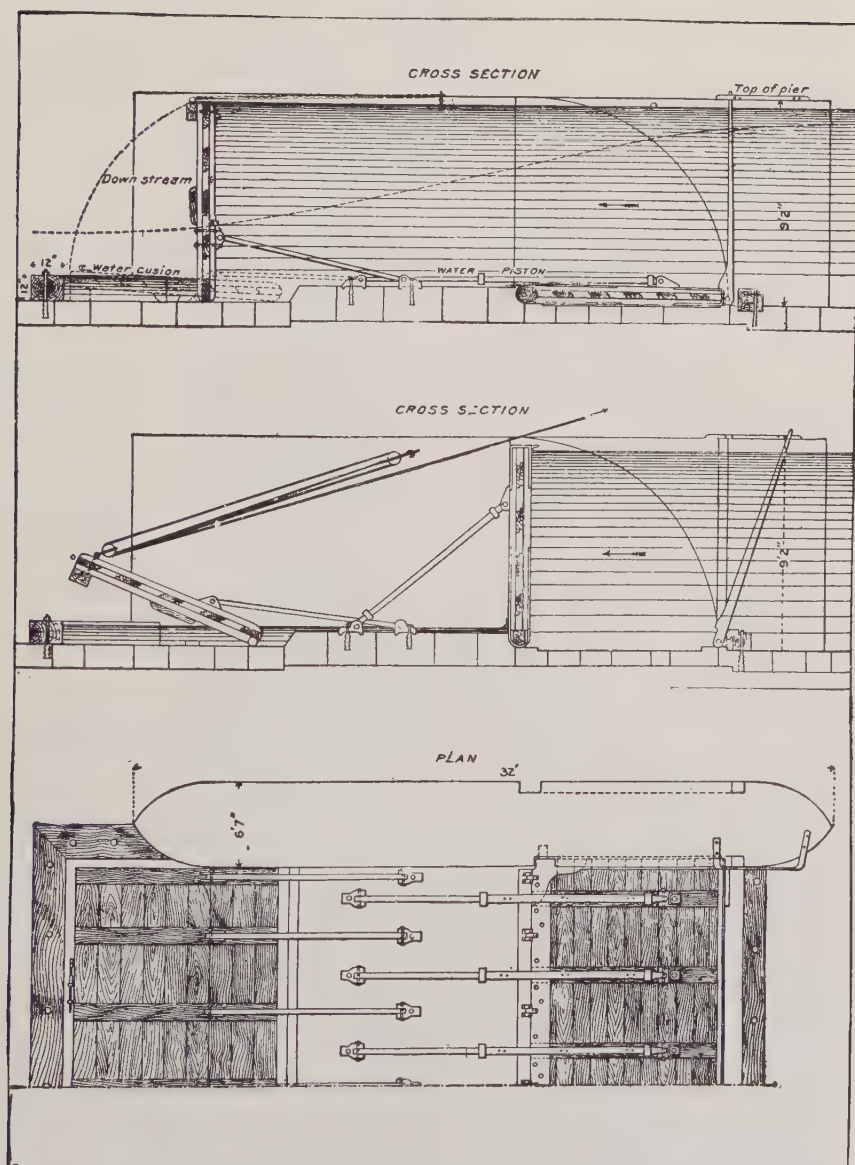 CROSS SECTION
Top of pier
Down stream
9'2"
12"
12"
Water cusion
WATER PISTON
CROSS SECTION
9'2"
PLAN
32'
6'7"